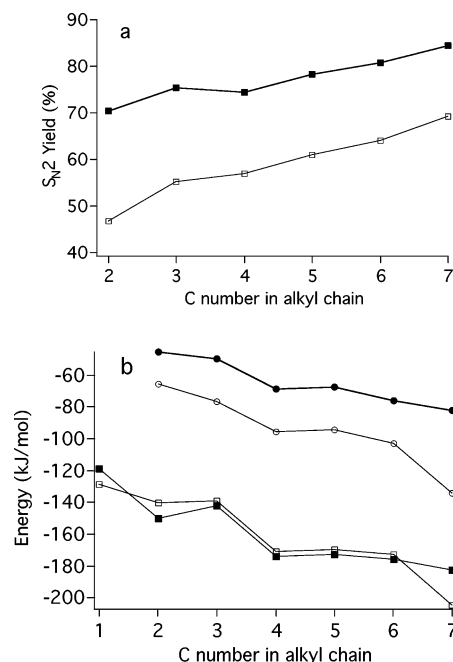 a
90
80
70
60
50
40
SN2 Yield (%)
2 3 4 5 6 7
C number in alkyl chain
b
-60
-80
-100
-120
-140
-160
-180
-200
Energy (kJ/mol)
1 2 3 4 5 6 7
C number in alkyl chain